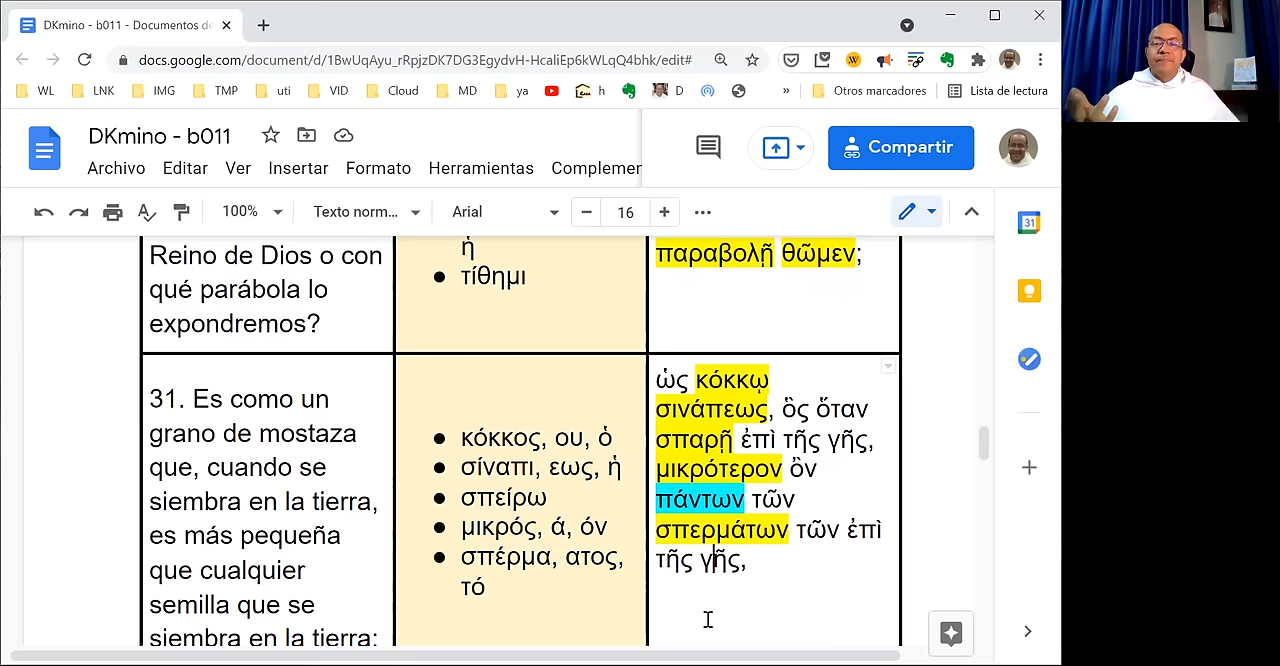 DKmino - b011 - Documentos de
docs.google.com/document/d/1BwUqAyu_rRpjzDK7DG3EgydvH-HcaliEp6kWLqQ4bhk/edit#
WL LNK IMG TMP uti VID Cloud MD ya h D » Otros marcadores Lista de lectura
DKmino - b011
Archivo Editar Ver Insertar Formato Herramientas Complemen
Compartir
100% Texto norm... Arial 16
31
Reino de Dios o con
qué parábola lo
expondremos?
ἡ
τίθημι
παραβολῇ θῶμεν;
31. Es como un
grano de mostaza
que, cuando se
siembra en la tierra,
es más pequeña
que cualquier
semilla que se
siembra en la tierra;
κόκκος, ου, ὁ
σίναπι, εως, ἡ
σπείρω
μικρός, ά, όν
σπέρμα, ατος,
τό
ὡς κόκκῳ
σινάπεως, ὃς ὅταν
σπαρῇ ἐπὶ τῆς γῆς,
μικρότερον ὂν
πάντων τῶν
σπερμάτων τῶν ἐπὶ
τῆς γῆς,